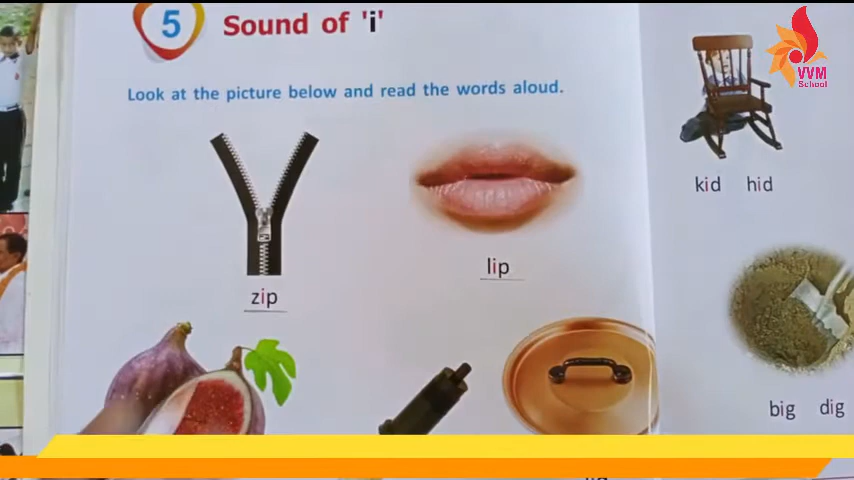 5 Sound of 'i'
Look at the picture below and read the words aloud.
zip
lip
kid hid
big dig
VVM
School